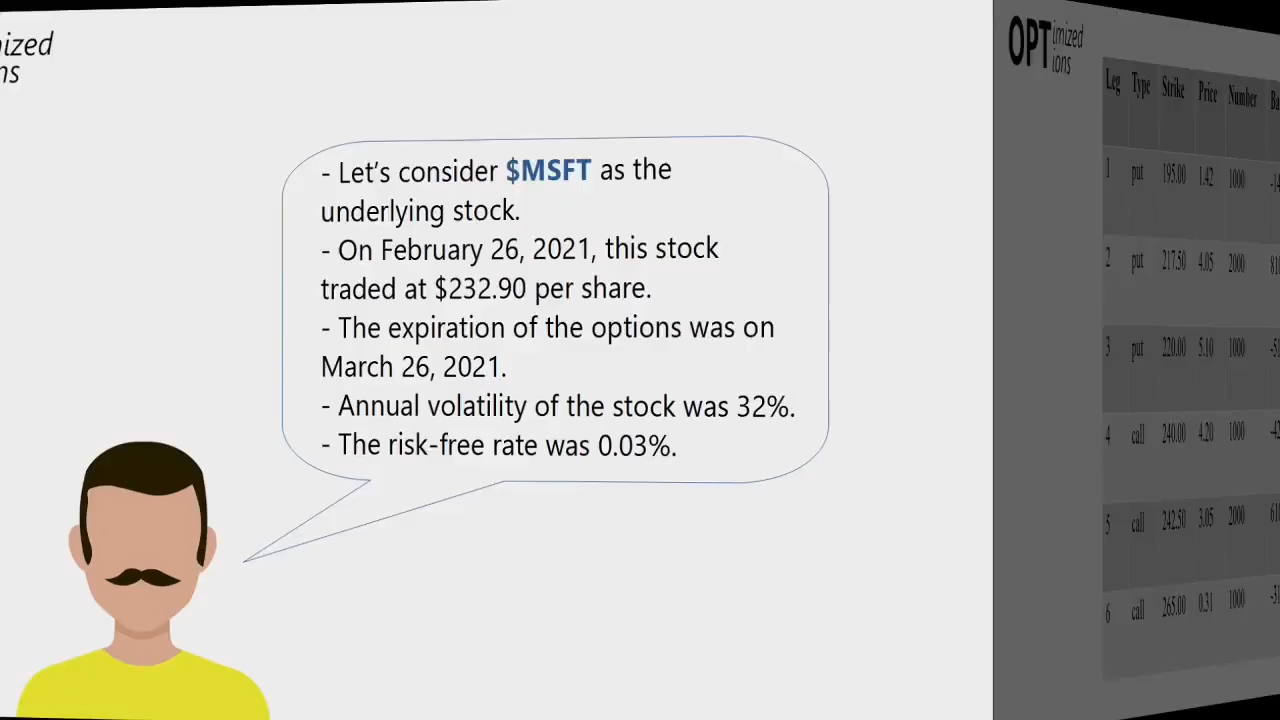 ized
ns
- Let's consider $MSFT as the
underlying stock.
- On February 26, 2021, this stock
traded at $232.90 per share.
- The expiration of the options was on
March 26, 2021.
- Annual volatility of the stock was 32%.
- The risk-free rate was 0.03%.
OPTimized
ions
Leg Type Strike Price Number
1 put 195.00 1.42 1000
2 put 217.50 4.05 2000
3 put 220.00 5.10 1000
4 call 240.00 4.20 1000
5 call 242.50 3.05 2000
6 call 265.00 0.31 1000